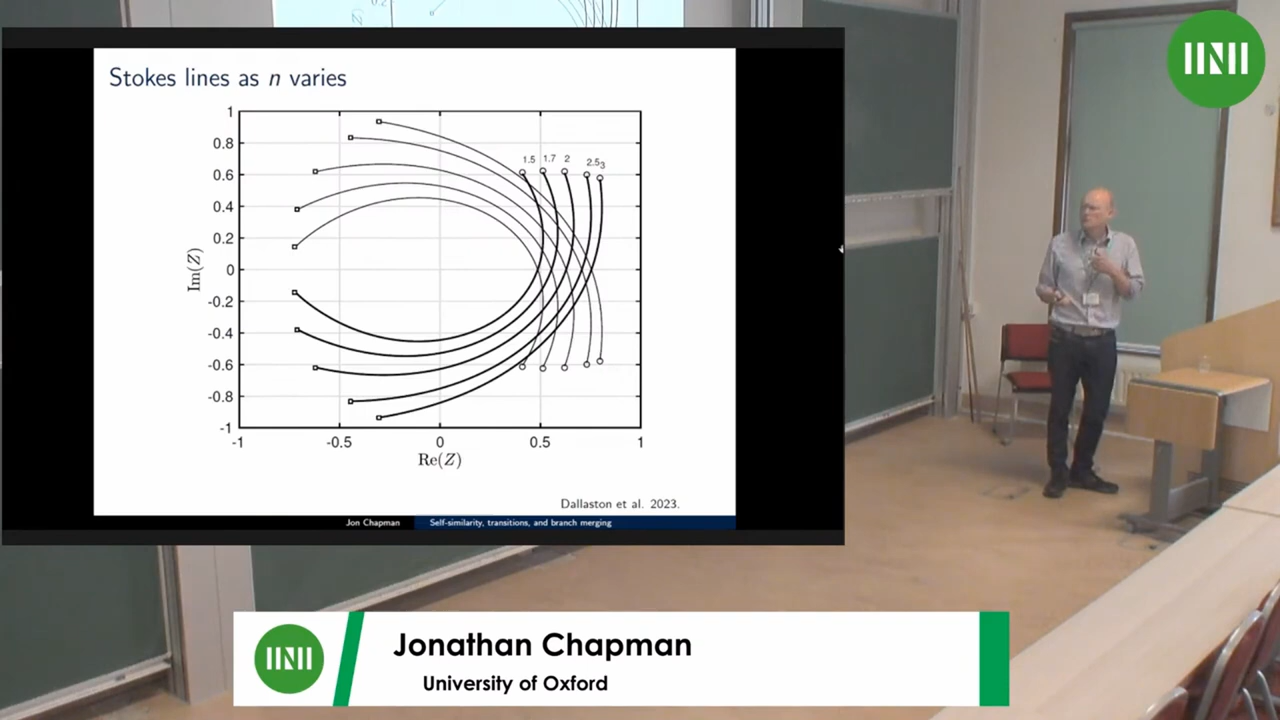 Stokes lines as n varies
1
0.8
0.6
0.4
0.2
0
-0.2
-0.4
-0.6
-0.8
-1
1.5 1.7 2 2.5 3
-1 -0.5 0 0.5 1
Im(Z)
Re(Z)
Dallaston et al. 2023.
Jon Chapman Self-similarity, transitions, and branch merging
0.2
INI
INI
Jonathan Chapman
University of Oxford